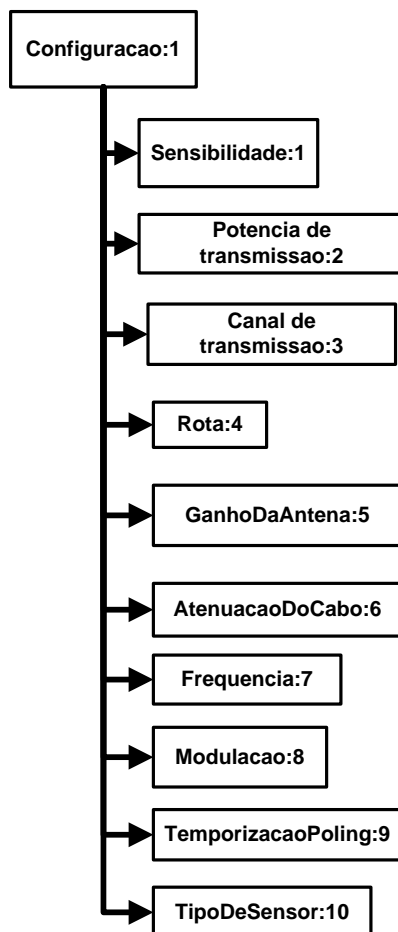 Configuracao:1
Sensibilidade:1
Potencia de
transmissao:2
Canal de
transmissao:3
Rota:4
GanhoDaAntena:5
AtenuacaoDoCabo:6
Frequencia:7
Modulacao:8
TemporizacaoPoling:9
TipoDeSensor:10